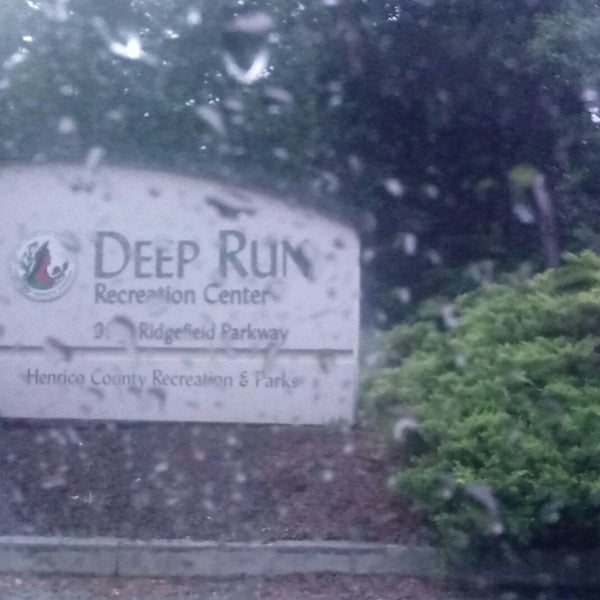 DEEP RUN
Recreation Center
Ridgefield Parkway
Henrico County Recreation & Parks